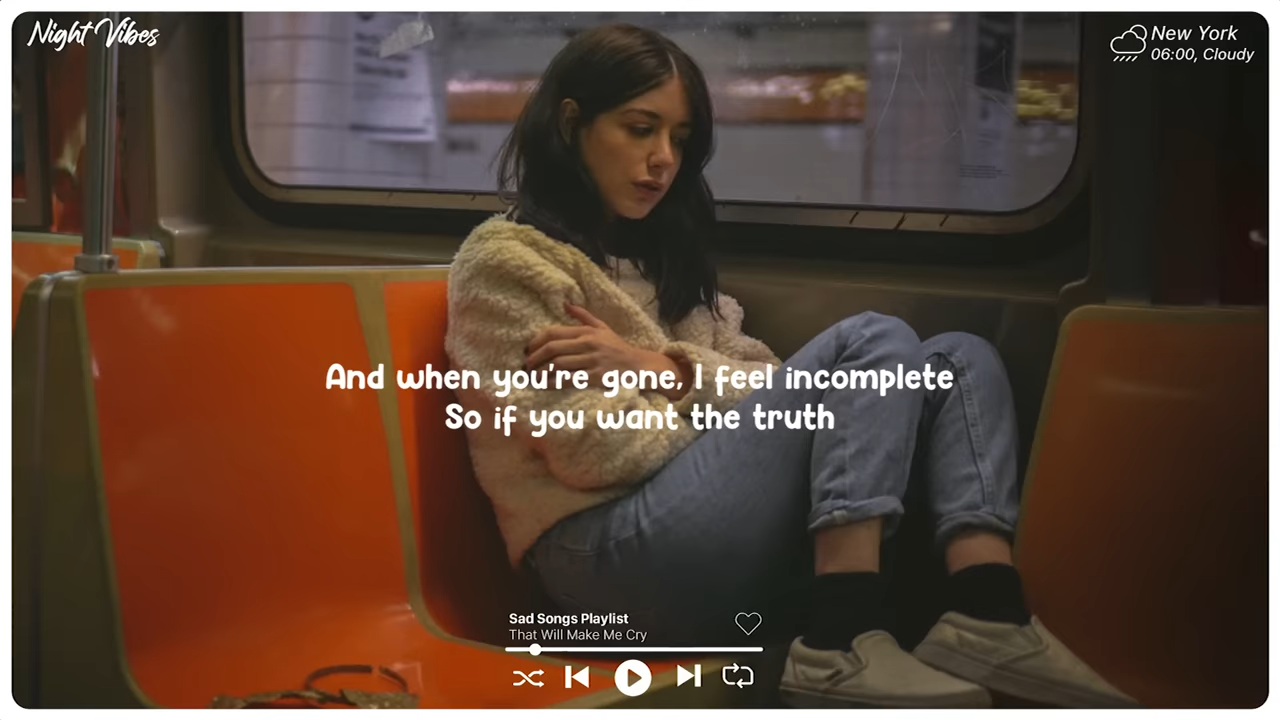 Night Vibes
New York
06:00, Cloudy
And when you're gone, I feel incomplete
So if you want the truth
Sad Songs Playlist
That Will Make Me Cry